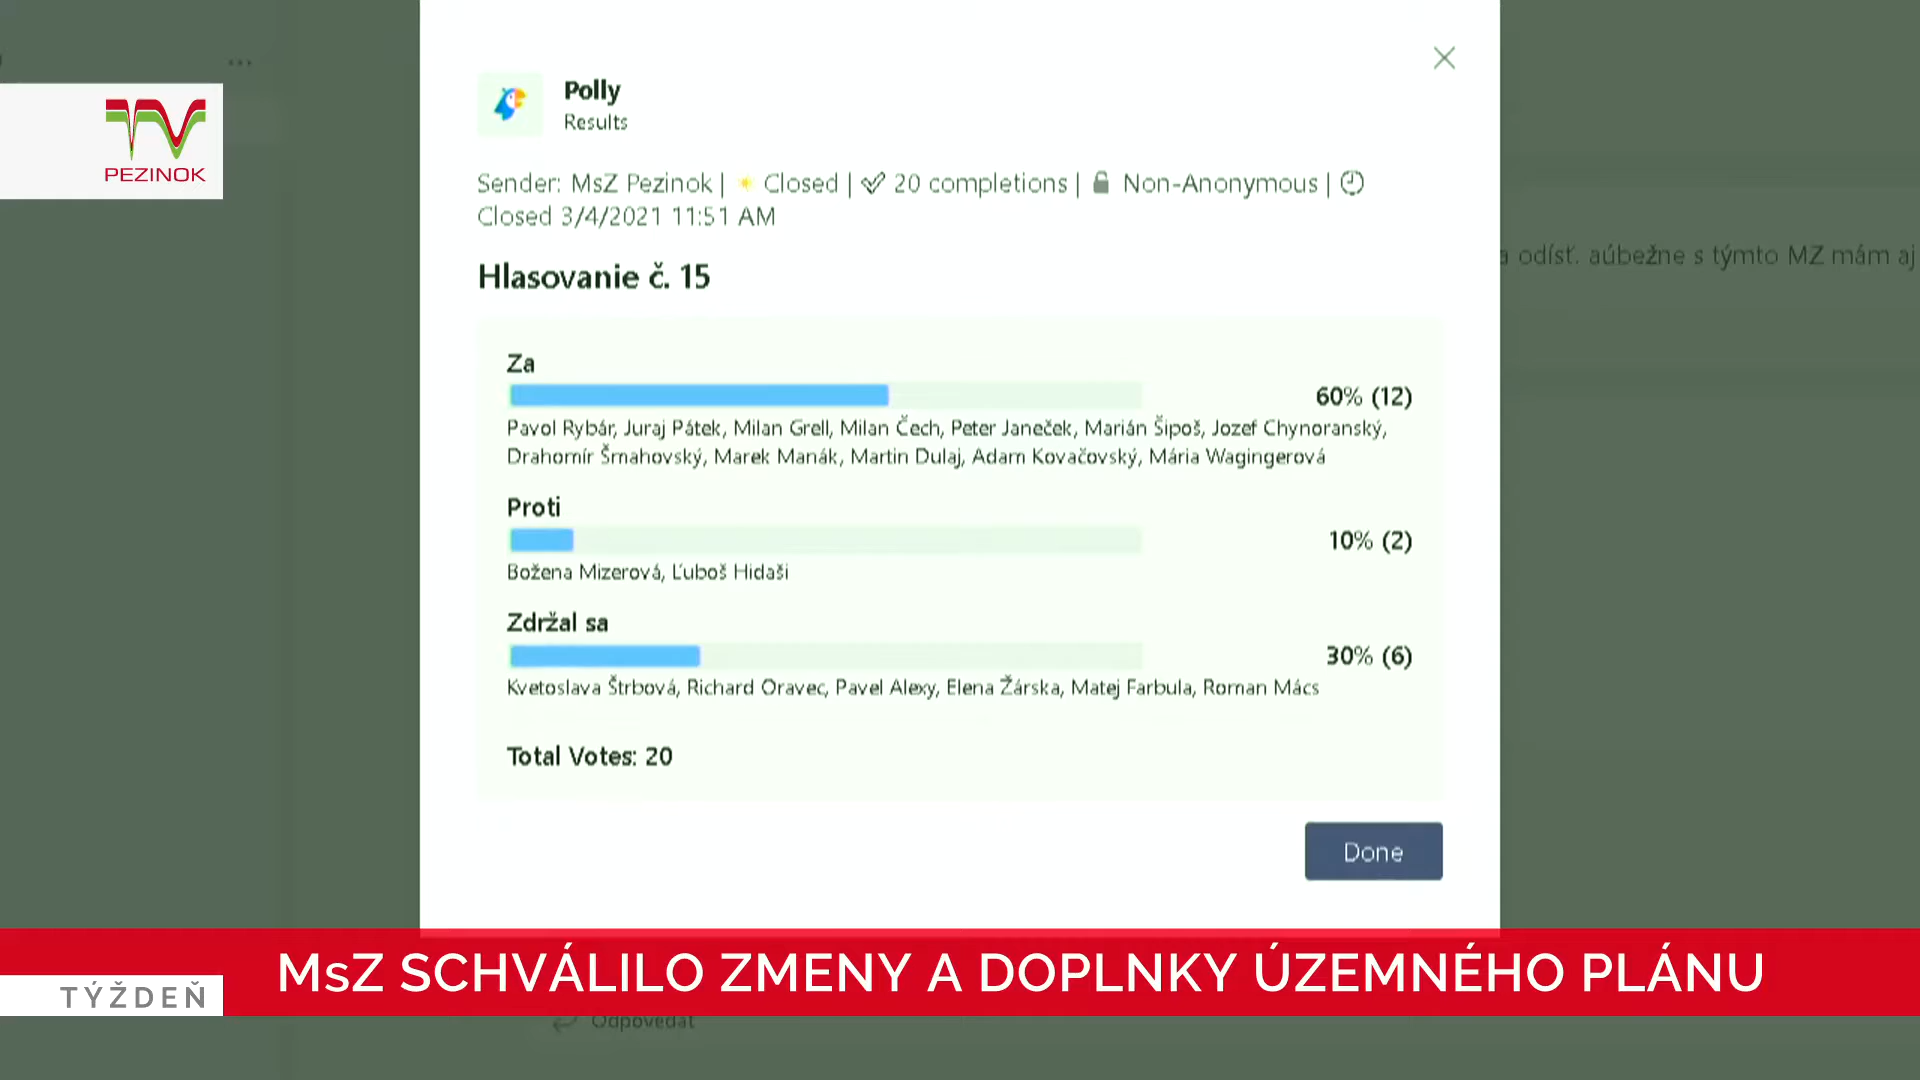 ...
TV
PEZINOK
Polly
Results
Sender: MsZ Pezinok | Closed | 20 completions | Non-Anonymous |
Closed 3/4/2021 11:51 AM
a odísť. aúbežne s týmto MZ mám aj
Hlasovanie č. 15
Za
60% (12)
Pavol Rybár, Juraj Pátek, Milan Grell, Milan Čech, Peter Janeček, Marián Šipoš, Jozef Chynoranský,
Drahomír Šmahovský, Marek Manák, Martin Dulaj, Adam Kovačovský, Mária Wagingerová
Proti
10% (2)
Božena Mizerová, Ľuboš Hidaši
Zdržal sa
30% (6)
Kvetoslava Štrbová, Richard Oravec, Pavel Alexy, Elena Žárska, Matej Farbula, Roman Mács
Total Votes: 20
Done
MsZ SCHVÁLILO ZMENY A DOPLNKY ÚZEMNÉHO PLÁNU
TÝŽDEŇ
Odpovedať